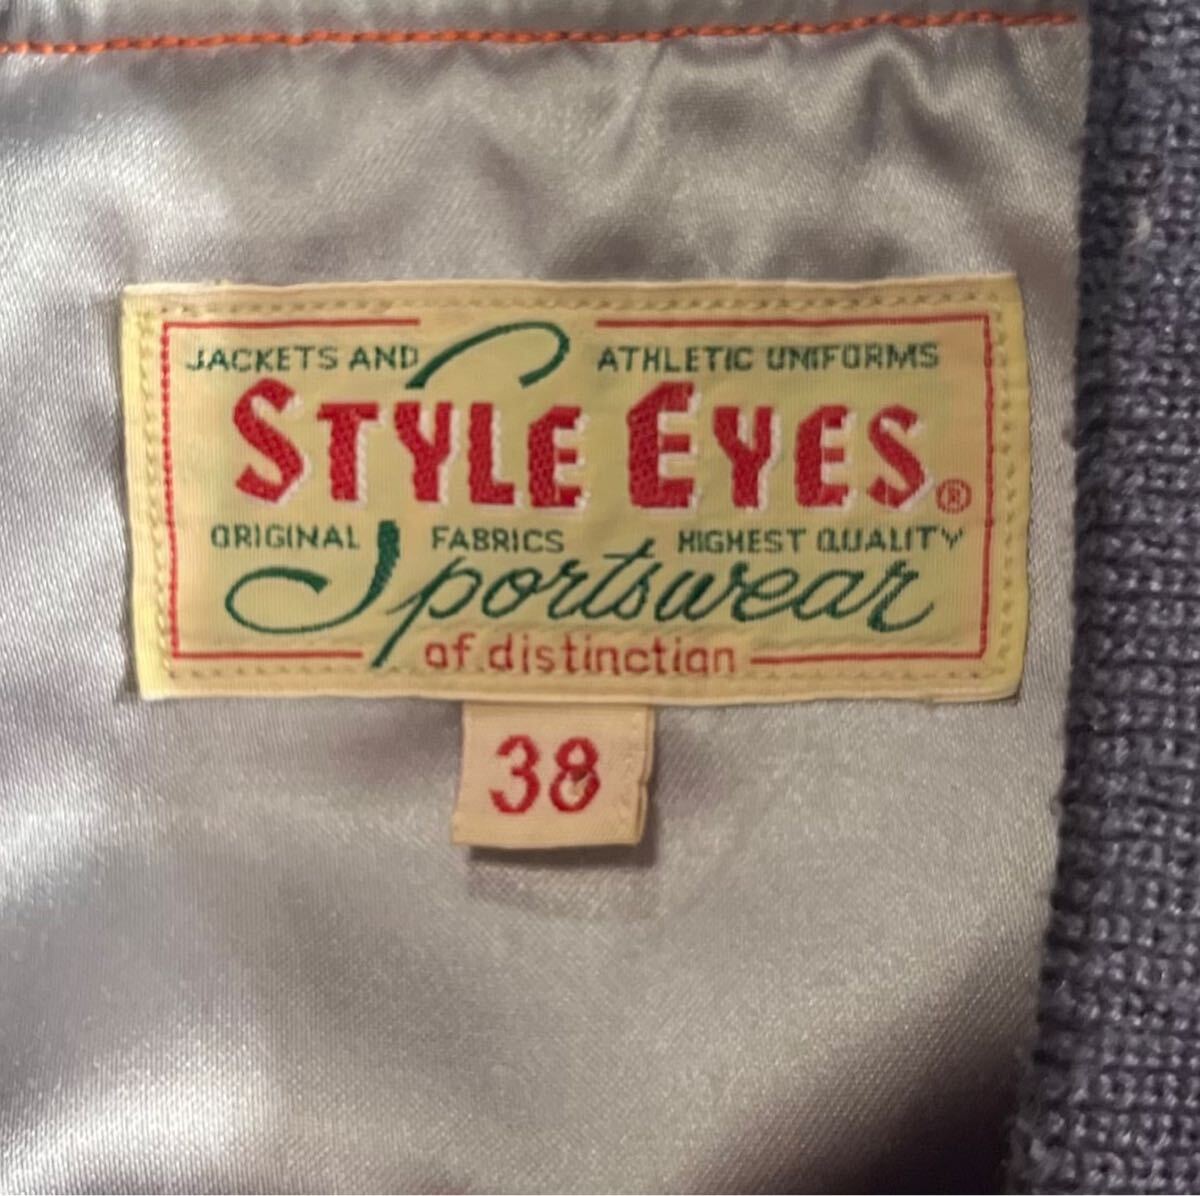 JACKETS AND ATHLETIC UNIFORMS
STYLE EYES®
ORIGINAL FABRICS HIGHEST QUALITY
Sportswear
of distinction
38